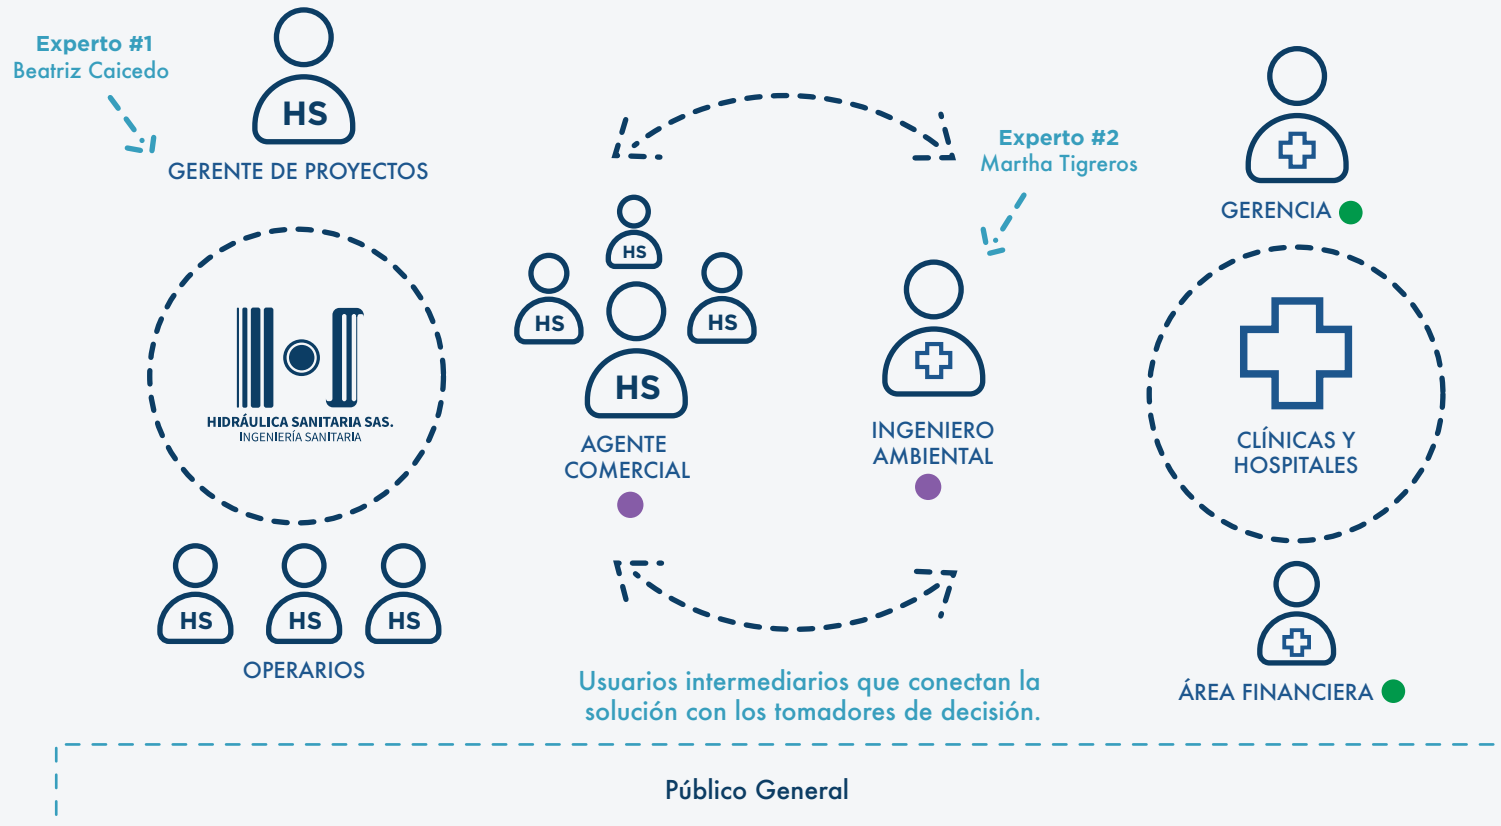 Experto #1
Beatriz Caicedo
HS
GERENTE DE PROYECTOS
HIDRÁULICA SANITARIA SAS.
INGENIERÍA SANITARIA
HS
HS
HS
OPERARIOS
HS
HS
HS
HS
AGENTE
COMERCIAL
Experto #2
Martha Tigreros
INGENIERO
AMBIENTAL
Usuarios intermediarios que conectan la
solución con los tomadores de decisión.
GERENCIA
CLÍNICAS Y
HOSPITALES
ÁREA FINANCIERA
Público General